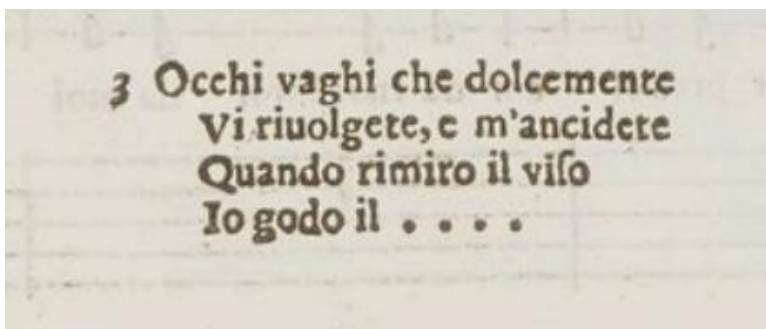 3 Occhi vaghi che dolcemente
Vi riuolgete, e m'ancidete
Quando rimiro il viſo
Io godo il . . . .